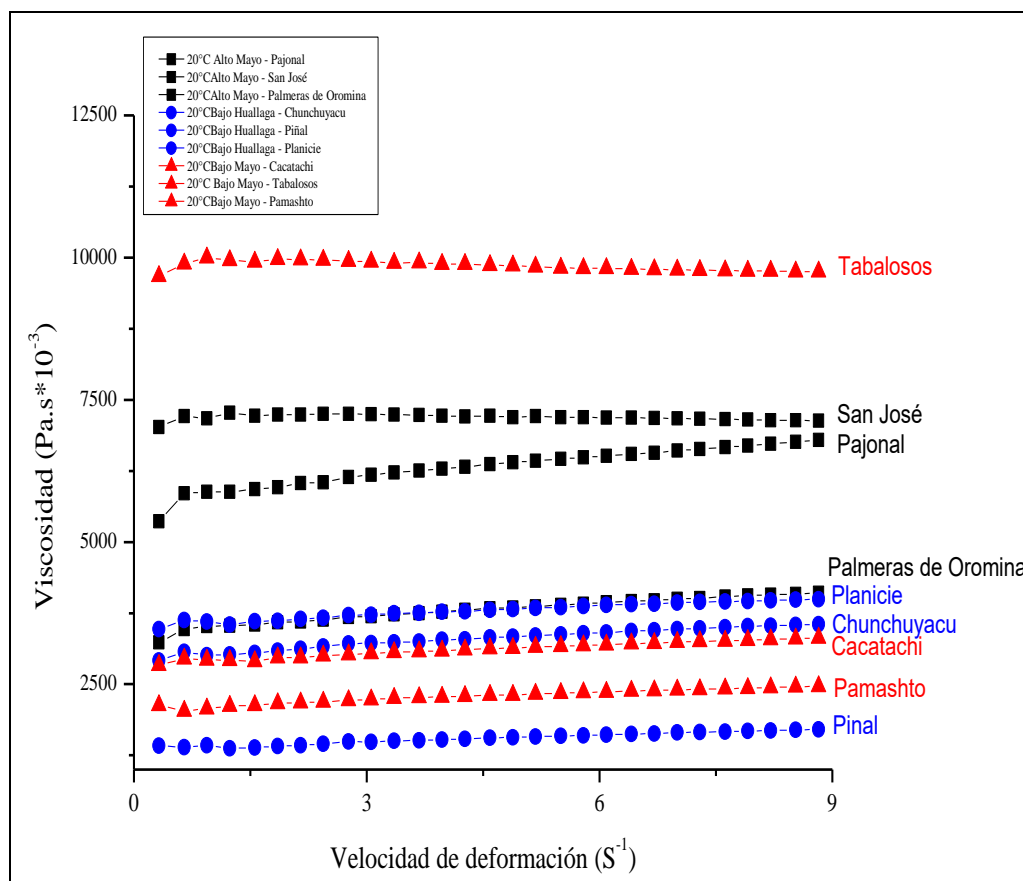 20°C Alto Mayo - Pajonal
20°CAlto Mayo - San José
20°CAlto Mayo - Palmeras de Oromina
20°CBajo Huallaga - Chunchuyacu
20°CBajo Huallaga - Piñal
20°CBajo Huallaga - Planicie
20°CBajo Mayo - Cacatachi
20°C Bajo Mayo - Tabalosos
20°CBajo Mayo - Pamashto
12500
10000
7500
5000
2500
Viscosidad (Pa.s*10^-3)
Tabalosos
San José
Pajonal
Palmeras de Oromina
Planicie
Chunchuyacu
Cacatachi
Pamashto
Pinal
0 3 6 9
Velocidad de deformación (S^-1)